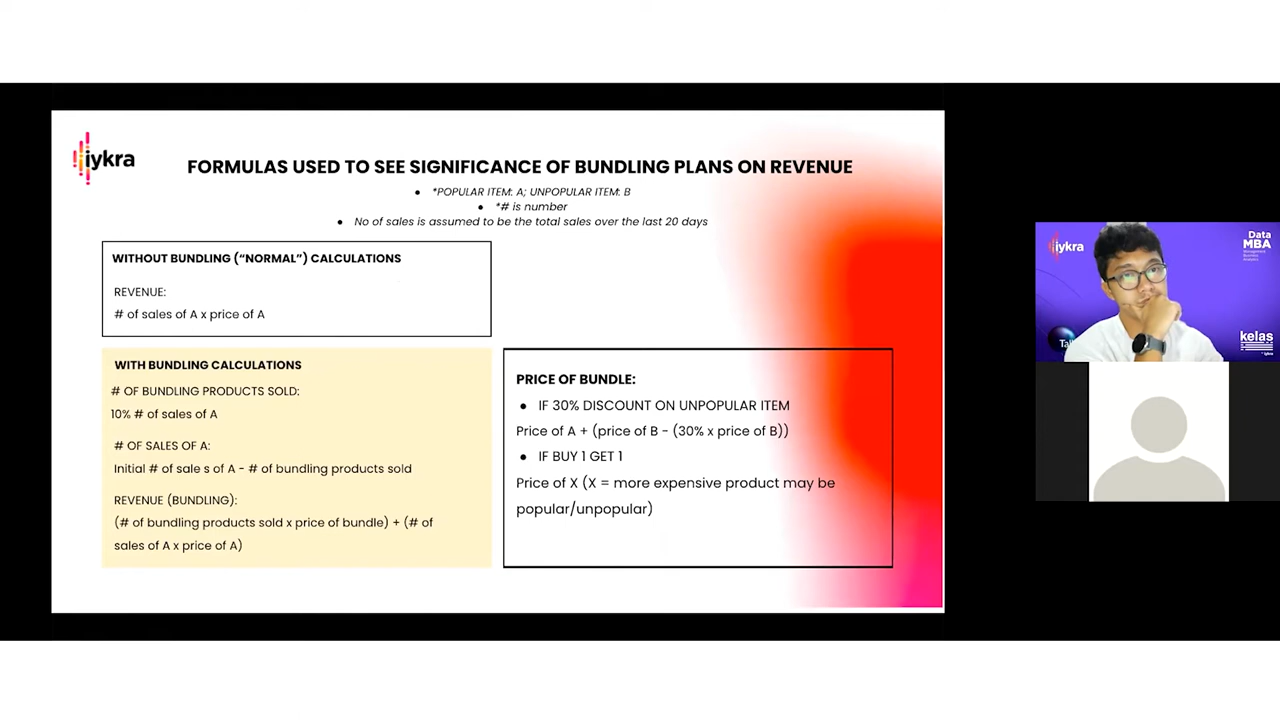 iykra
FORMULAS USED TO SEE SIGNIFICANCE OF BUNDLING PLANS ON REVENUE
• *POPULAR ITEM: A; UNPOPULAR ITEM: B
• *# is number
• No of sales is assumed to be the total sales over the last 20 days
WITHOUT BUNDLING (“NORMAL”) CALCULATIONS
REVENUE:
# of sales of A x price of A
WITH BUNDLING CALCULATIONS
# OF BUNDLING PRODUCTS SOLD:
10% # of sales of A
# OF SALES OF A:
Initial # of sale s of A - # of bundling products sold
REVENUE (BUNDLING):
(# of bundling products sold x price of bundle) + (# of
sales of A x price of A)
PRICE OF BUNDLE:
• IF 30% DISCOUNT ON UNPOPULAR ITEM
Price of A + (price of B - (30% x price of B))
• IF BUY 1 GET 1
Price of X (X = more expensive product may be
popular/unpopular)
iykra
Data
MBA
Management
Business
Analytics
Tal
kelas